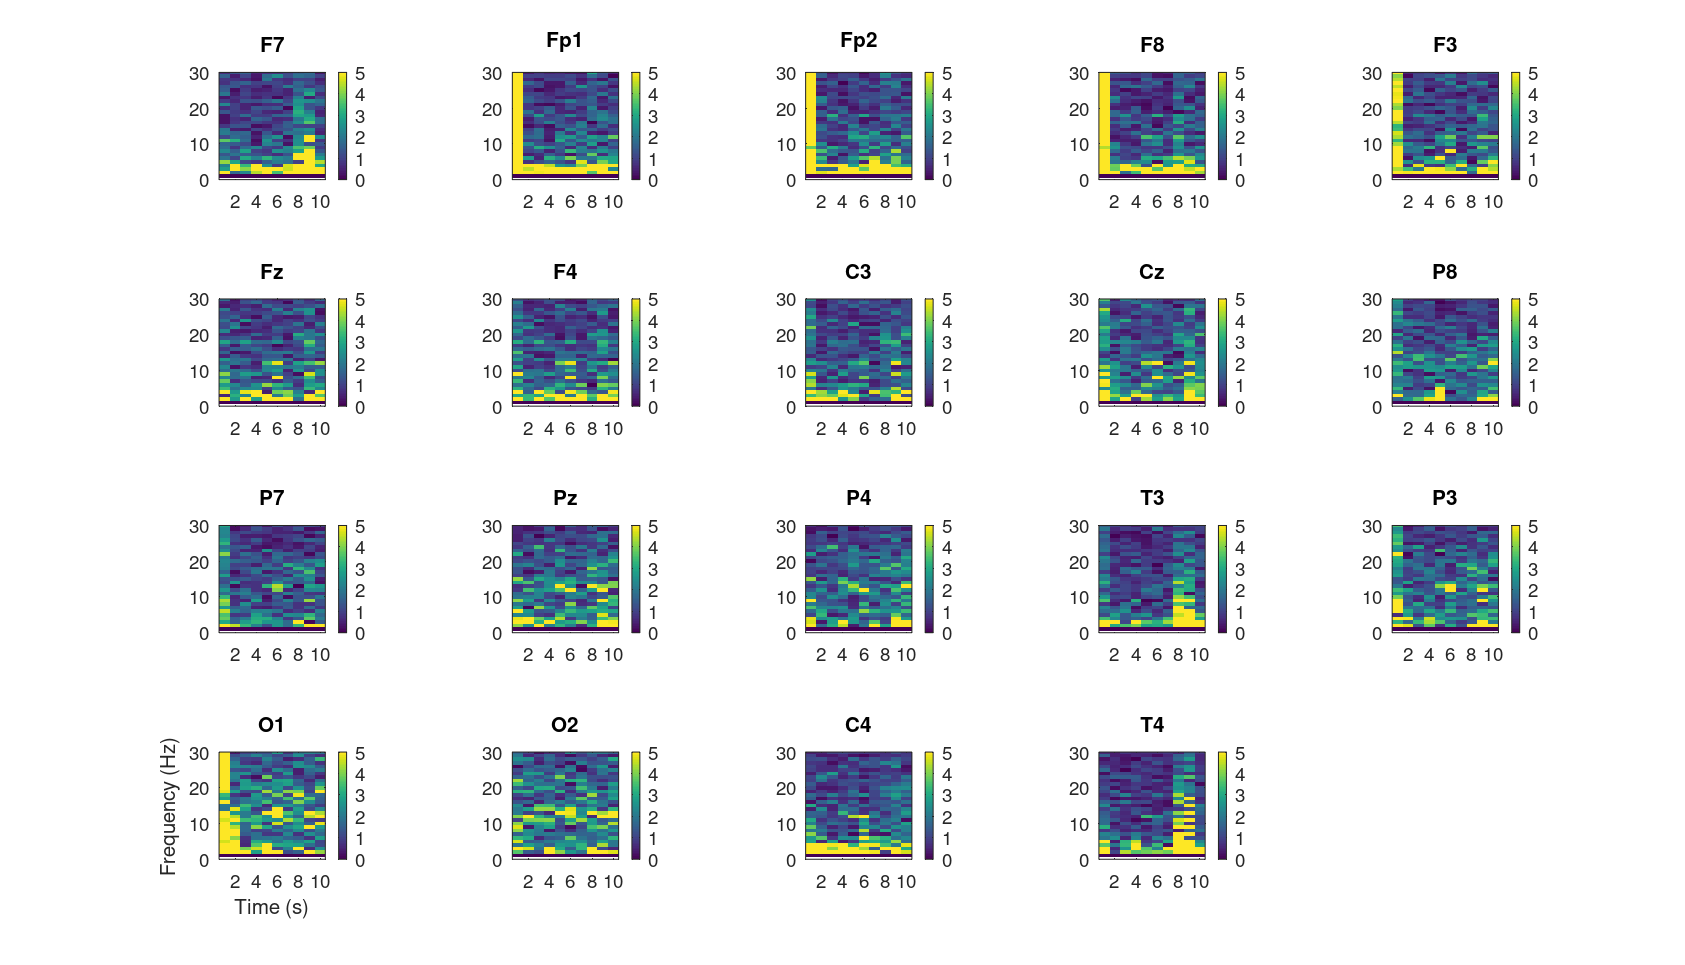 F7 Fp1 Fp2 F8 F3
30 20 10 0 5 4 3 2 1 0 30 20 10 0 5 4 3 2 1 0 30 20 10 0 5 4 3 2 1 0 30 20 10 0 5 4 3 2 1 0 30 20 10 0 5 4 3 2 1 0
2 4 6 8 10 2 4 6 8 10 2 4 6 8 10 2 4 6 8 10 2 4 6 8 10
Fz F4 C3 Cz P8
30 20 10 0 5 4 3 2 1 0 30 20 10 0 5 4 3 2 1 0 30 20 10 0 5 4 3 2 1 0 30 20 10 0 5 4 3 2 1 0 30 20 10 0 5 4 3 2 1 0
2 4 6 8 10 2 4 6 8 10 2 4 6 8 10 2 4 6 8 10 2 4 6 8 10
P7 Pz P4 T3 P3
30 20 10 0 5 4 3 2 1 0 30 20 10 0 5 4 3 2 1 0 30 20 10 0 5 4 3 2 1 0 30 20 10 0 5 4 3 2 1 0 30 20 10 0 5 4 3 2 1 0
2 4 6 8 10 2 4 6 8 10 2 4 6 8 10 2 4 6 8 10 2 4 6 8 10
O1 O2 C4 T4
Frequency (Hz)
30 20 10 0 5 4 3 2 1 0 30 20 10 0 5 4 3 2 1 0 30 20 10 0 5 4 3 2 1 0 30 20 10 0 5 4 3 2 1 0
2 4 6 8 10 2 4 6 8 10 2 4 6 8 10 2 4 6 8 10
Time (s)